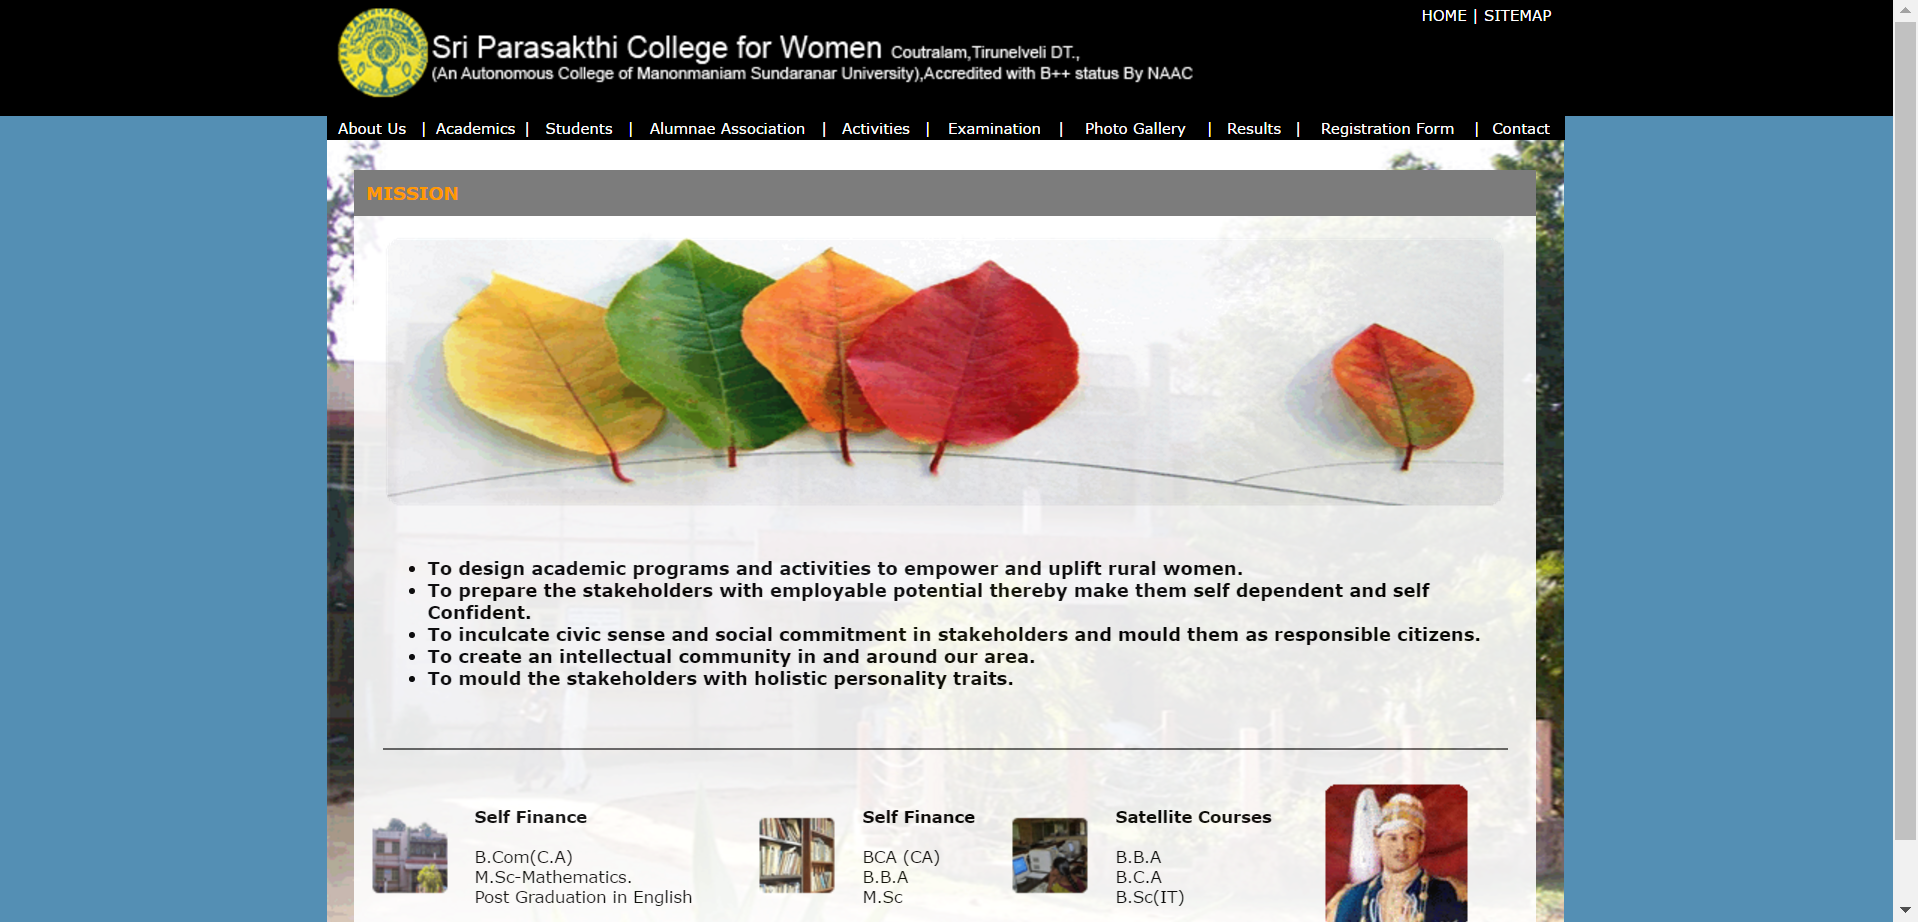 HOME | SITEMAP
Sri Parasakthi College for Women Coutralam,Tirunelveli DT.,
(An Autonomous College of Manonmaniam Sundaranar University),Accredited with B++ status By NAAC
About Us | Academics | Students | Alumnae Association | Activities | Examination | Photo Gallery | Results | Registration Form | Contact
MISSION
• To design academic programs and activities to empower and uplift rural women.
• To prepare the stakeholders with employable potential thereby make them self dependent and self
Confident.
• To inculcate civic sense and social commitment in stakeholders and mould them as responsible citizens.
• To create an intellectual community in and around our area.
• To mould the stakeholders with holistic personality traits.
Self Finance
B.Com(C.A)
M.Sc-Mathematics.
Post Graduation in English
Self Finance
BCA (CA)
B.B.A
M.Sc
Satellite Courses
B.B.A
B.C.A
B.Sc(IT)